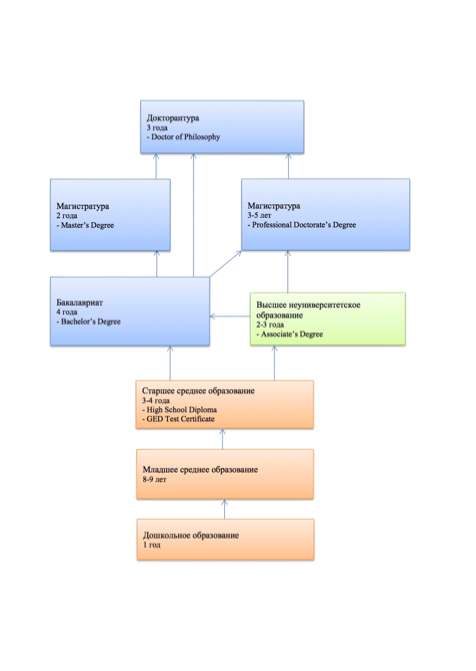 Докторантура
3 года
- Doctor of Philosophy
Магистратура
2 года
- Master's Degree
Магистратура
3-5 лет
- Professional Doctorate's Degree
Бакалавриат
4 года
- Bachelor's Degree
Высшее неуниверситетское
образование
2-3 года
- Associate's Degree
Старшее среднее образование
3-4 года
- High School Diploma
- GED Test Certificate
Младшее среднее образование
8-9 лет
Дошкольное образование
1 год